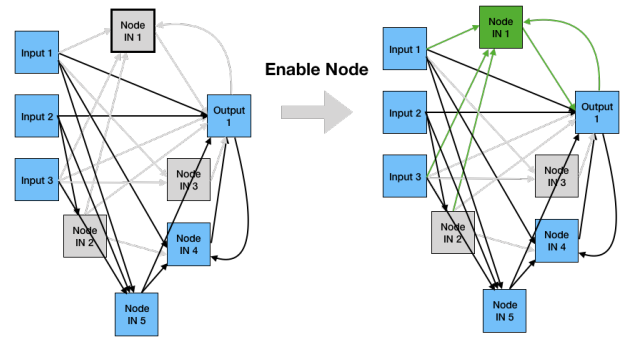 Node
IN 1
Input 1
Input 2
Output
1
Input 3
Node
IN 3
Node
IN 2
Node
IN 4
Node
IN 5
Enable Node
Node
IN 1
Input 1
Input 2
Output
1
Input 3
Node
IN 3
Node
IN 2
Node
IN 4
Node
IN 5